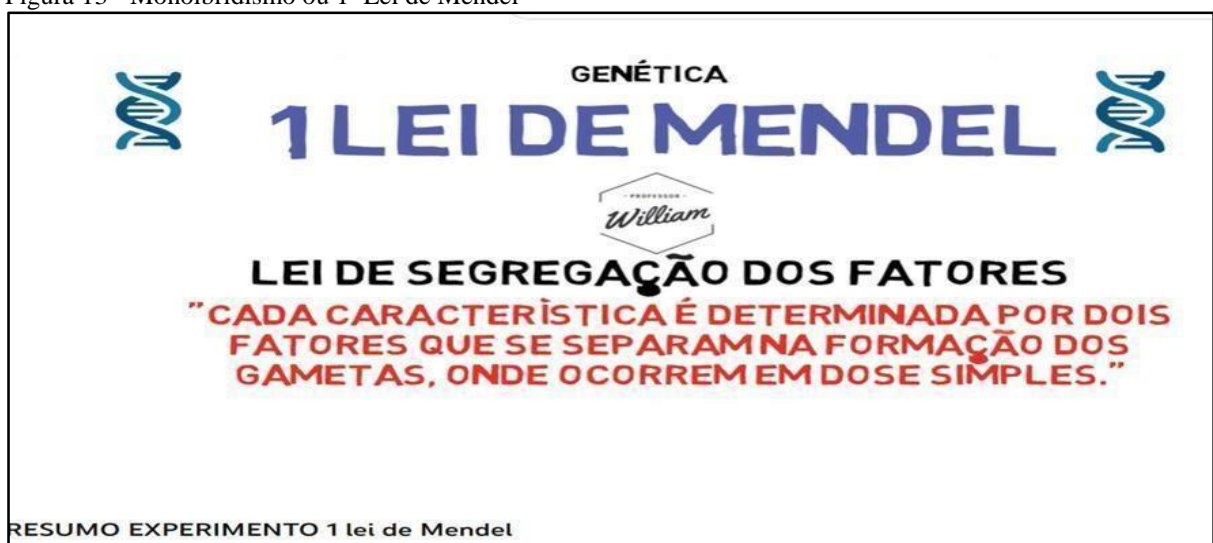 Figura 13 - Monoibridismo ou 1ª Lei de Mendel
GENÉTICA
1 LEI DE MENDEL
- PROFESSOR -
William
LEI DE SEGREGAÇÃO DOS FATORES
"CADA CARACTERÌSTICA É DETERMINADA POR DOIS
FATORES QUE SE SEPARAM NA FORMAÇÃO DOS
GAMETAS, ONDE OCORREM EM DOSE SIMPLES."
RESUMO EXPERIMENTO 1 lei de Mendel